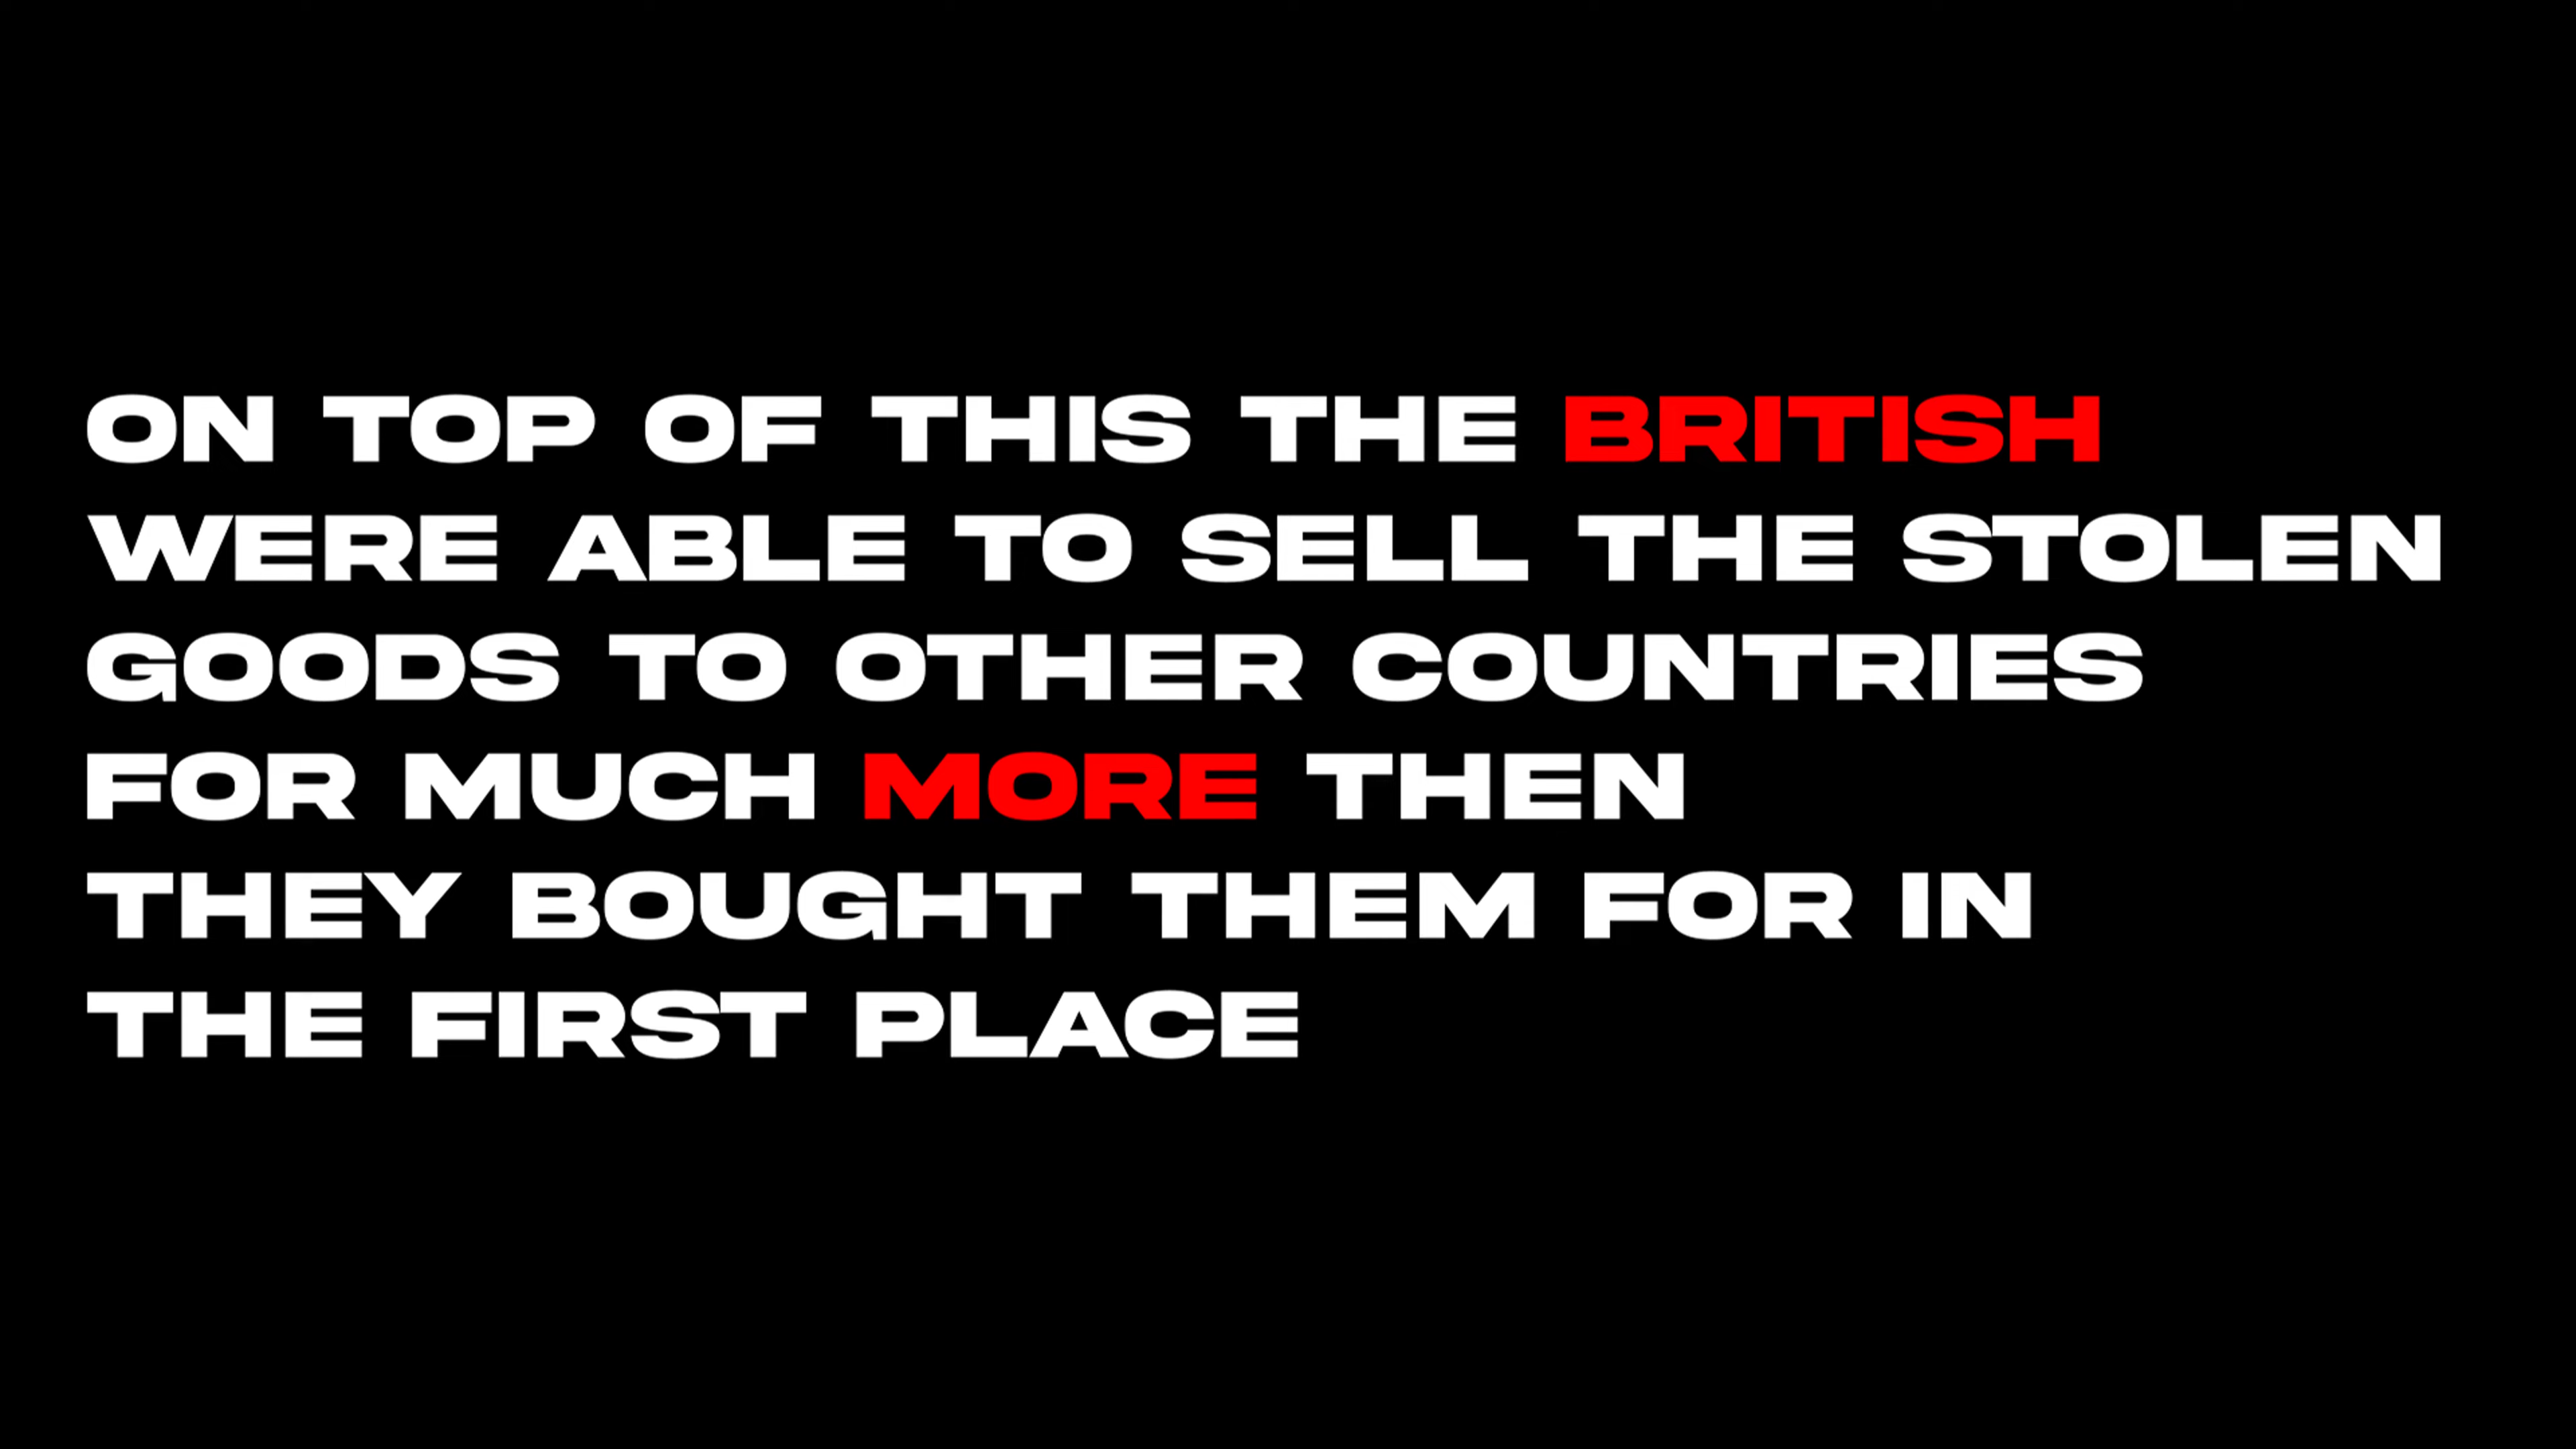 ON TOP OF THIS THE BRITISH
WERE ABLE TO SELL THE STOLEN
GOODS TO OTHER COUNTRIES
FOR MUCH MORE THEN
THEY BOUGHT THEM FOR IN
THE FIRST PLACE